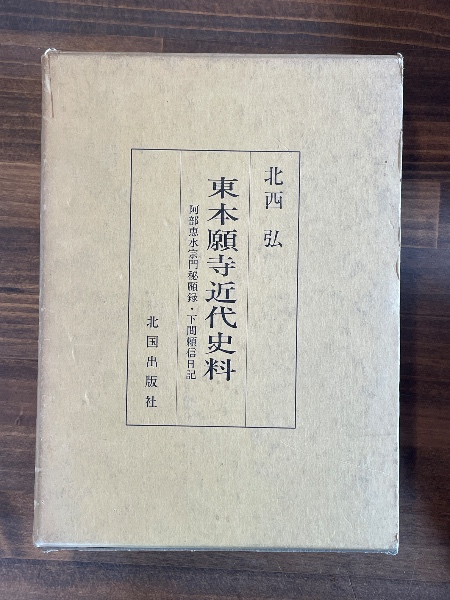 北西 弘
東本願寺近代史料
阿部恵水宗門秘願録・下間頼信日記
北国出版社